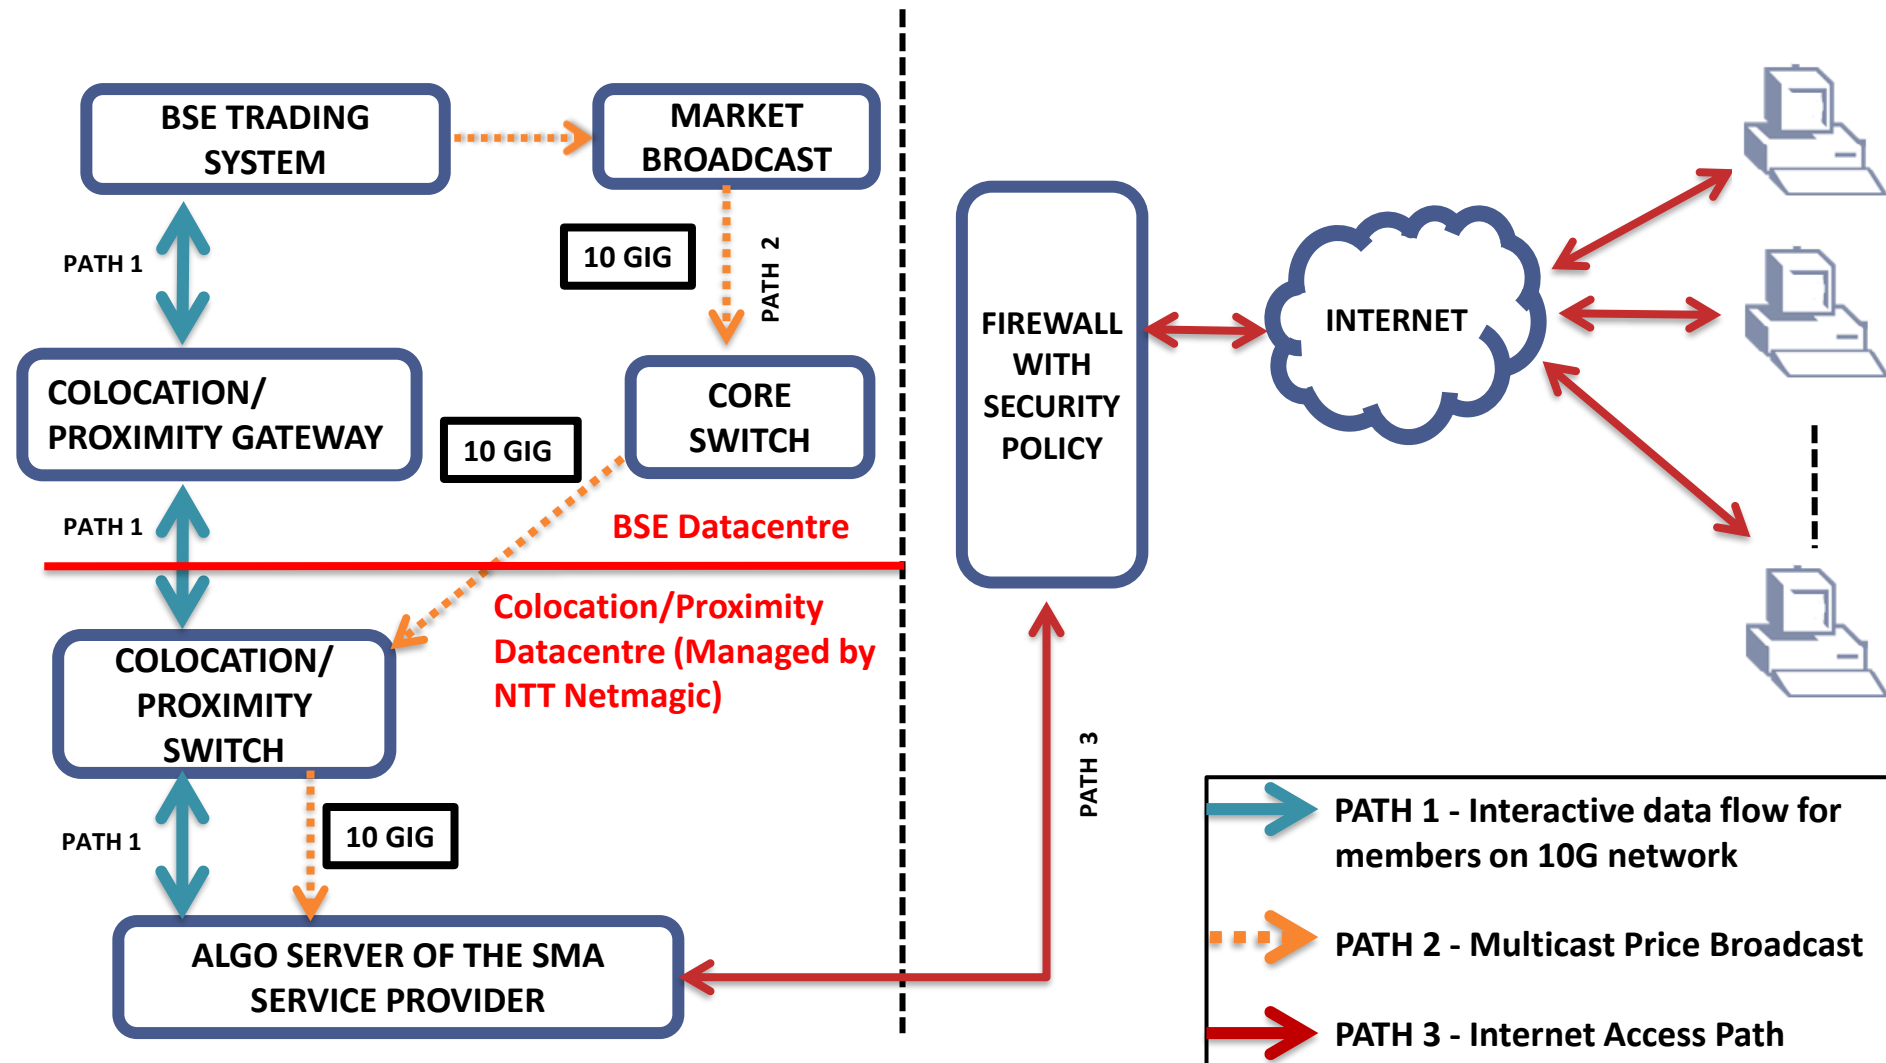 BSE TRADING
SYSTEM
MARKET
BROADCAST
PATH 1
10 GIG
PATH 2
COLOCATION/
PROXIMITY GATEWAY
10 GIG
CORE
SWITCH
PATH 1
BSE Datacentre
Colocation/Proximity
Datacentre (Managed by
NTT Netmagic)
COLOCATION/
PROXIMITY
SWITCH
PATH 1
10 GIG
ALGO SERVER OF THE SMA
SERVICE PROVIDER
FIREWALL
WITH
SECURITY
POLICY
INTERNET
PATH 3
PATH 1 - Interactive data flow for
members on 10G network
PATH 2 - Multicast Price Broadcast
PATH 3 - Internet Access Path